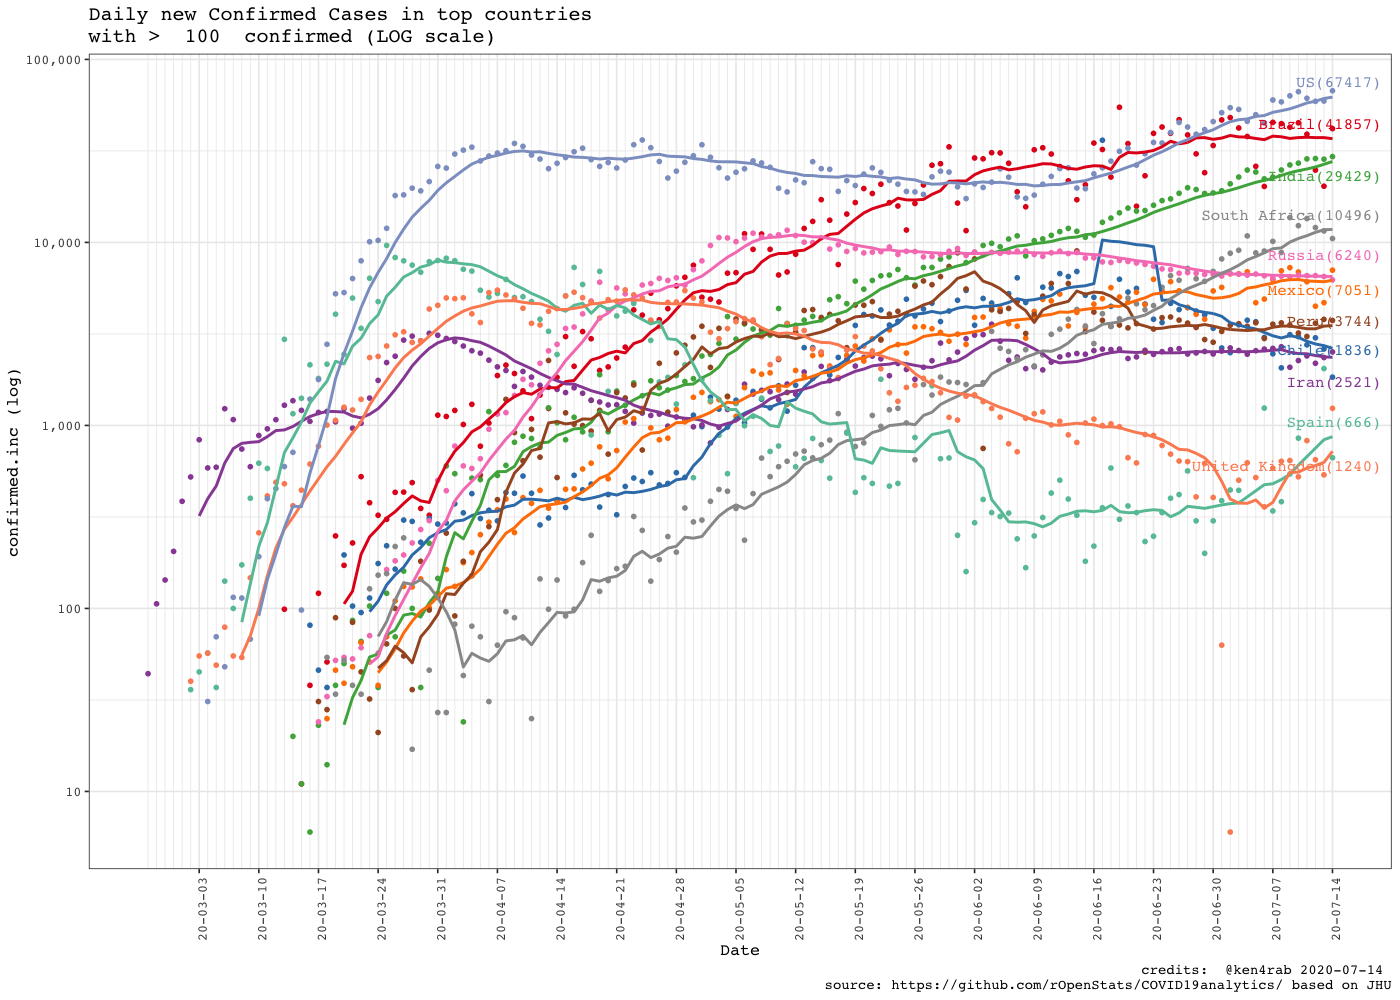 Daily new Confirmed Cases in top countries
with >  100  confirmed (LOG scale)
100,000
10,000
1,000
100
10
confirmed.inc (log)
US(67417)
Brazil(41857)
India(29429)
South Africa(10496)
Russia(6240)
Mexico(7051)
Peru(3744)
Chile(1836)
Iran(2521)
Spain(666)
United Kingdom(1240)
20-03-03
20-03-10
20-03-17
20-03-24
20-03-31
20-04-07
20-04-14
20-04-21
20-04-28
20-05-05
20-05-12
20-05-19
20-05-26
20-06-02
20-06-09
20-06-16
20-06-23
20-06-30
20-07-07
20-07-14
Date
credits:  @ken4rab 2020-07-14
source: https://github.com/rOpenStats/COVID19analytics/ based on JHU